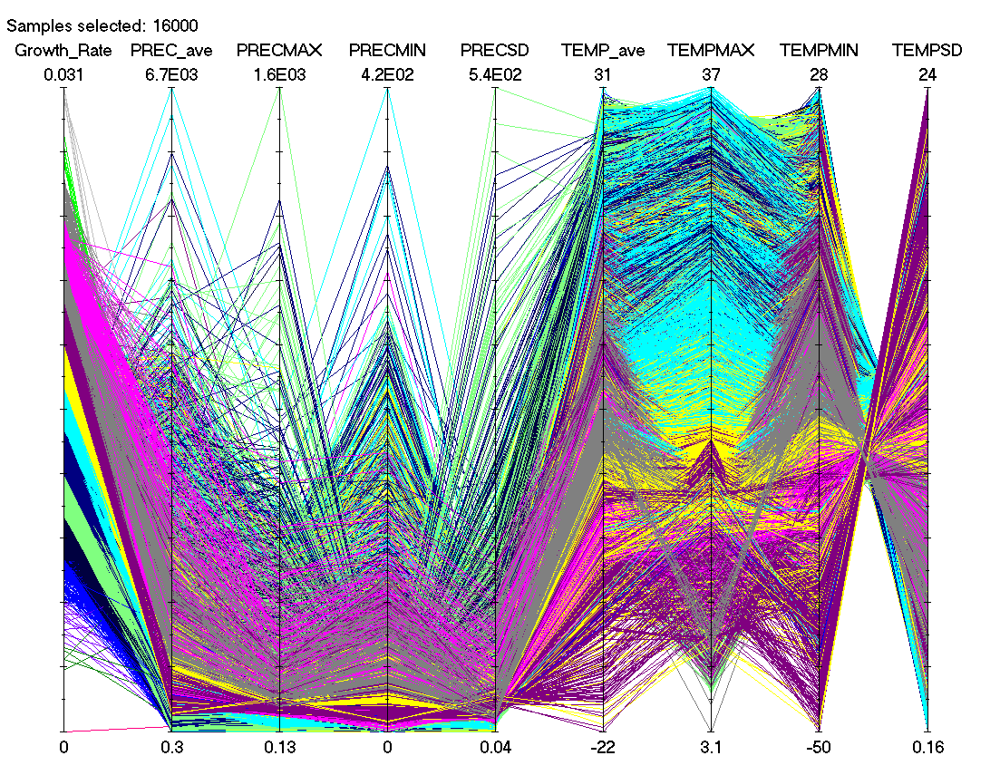 Samples selected: 16000
Growth_Rate PREC_ave PRECMAX PRECMIN PRECSD TEMP_ave TEMPMAX TEMPMIN TEMPSD
0.031 6.7E03 1.6E03 4.2E02 5.4E02 31 37 28 24
0 0.3 0.13 0 0.04 -22 3.1 -50 0.16